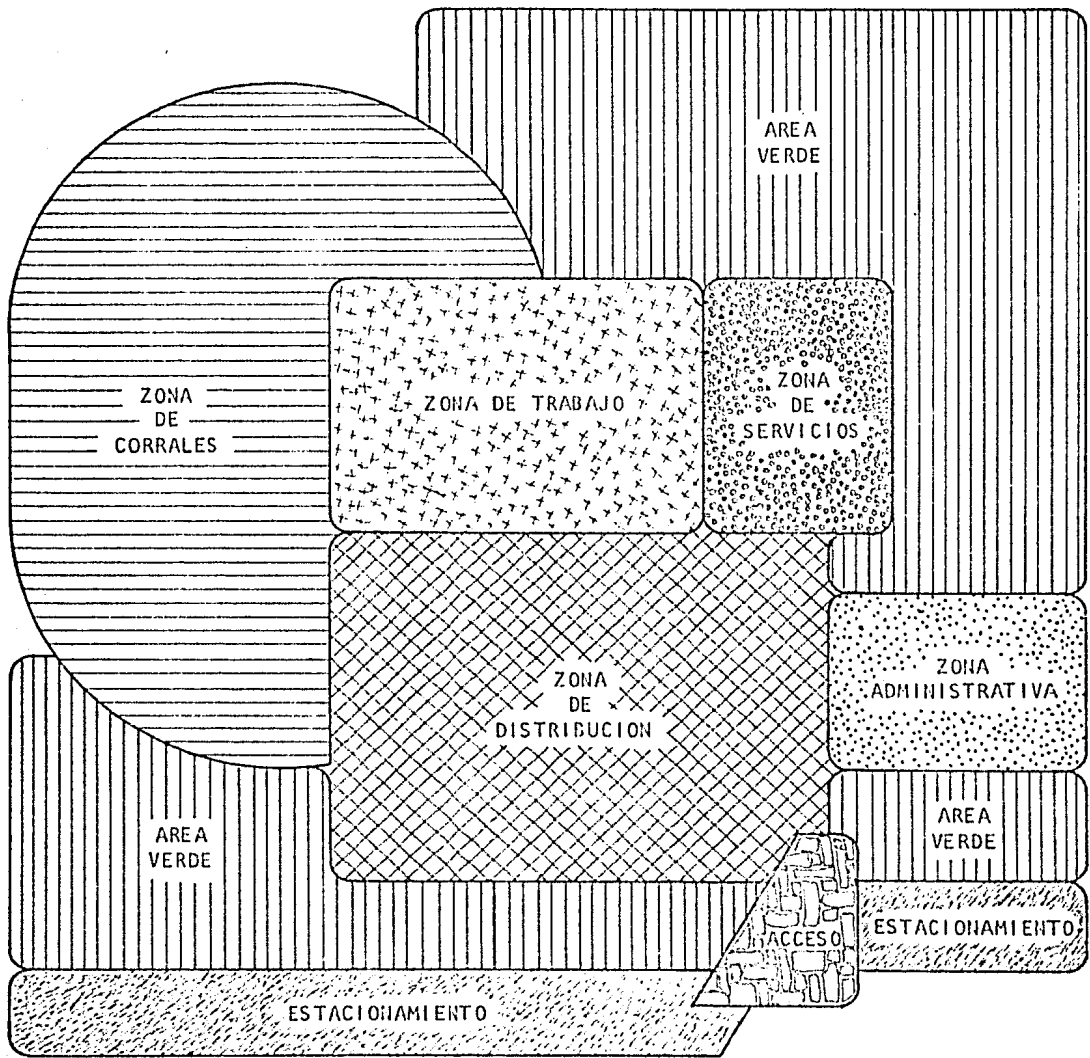 AREA
VERDE
ZONA
DE
CORRALES
ZONA DE TRABAJO
ZONA
DE
SERVICIOS
ZONA
DE
DISTRIBUCION
ZONA
ADMINISTRATIVA
AREA
VERDE
AREA
VERDE
ACCESO
ESTACIONAMIENTO
ESTACIONAMIENTO